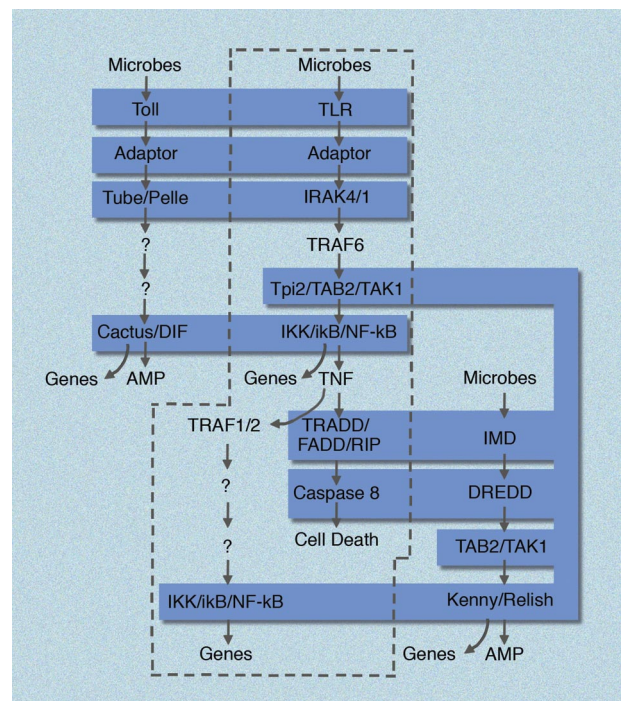 Microbes
Microbes
Toll
TLR
Adaptor
Adaptor
Tube/Pelle
IRAK4/1
?
TRAF6
?
Tpi2/TAB2/TAK1
Cactus/DIF
IKK/ikB/NF-kB
Genes
AMP
Genes
TNF
Microbes
TRAF1/2
TRADD/
FADD/RIP
IMD
?
Caspase 8
DREDD
?
Cell Death
TAB2/TAK1
IKK/ikB/NF-kB
Kenny/Relish
Genes
Genes
AMP